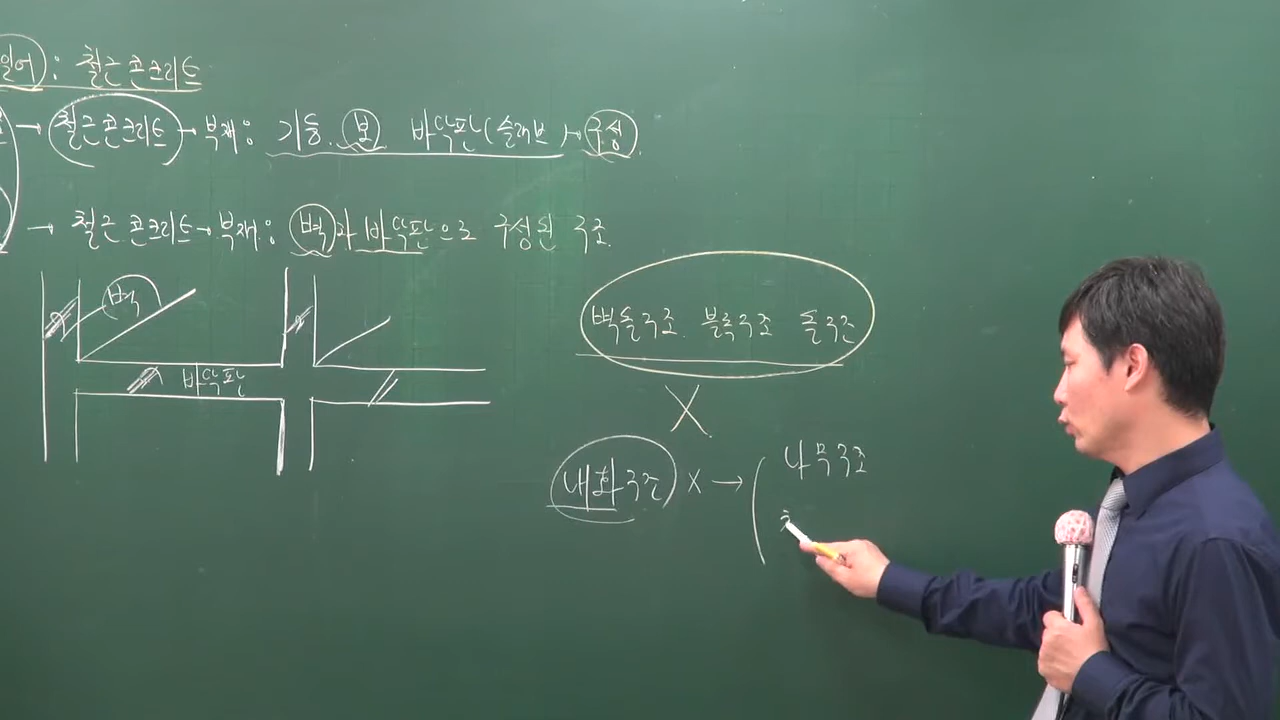 일어 : 철근콘크리트
→ 철근콘크리트 → 부재 : 기둥. 보 바닥판(슬래브)→ 구성.
→ 철근콘크리트 → 부재 : 벽과 바닥판으로 구성된 구조.
벽
바닥판
벽돌구조. 블록구조 돌구조
X
내화구조 X → ( 나무구조